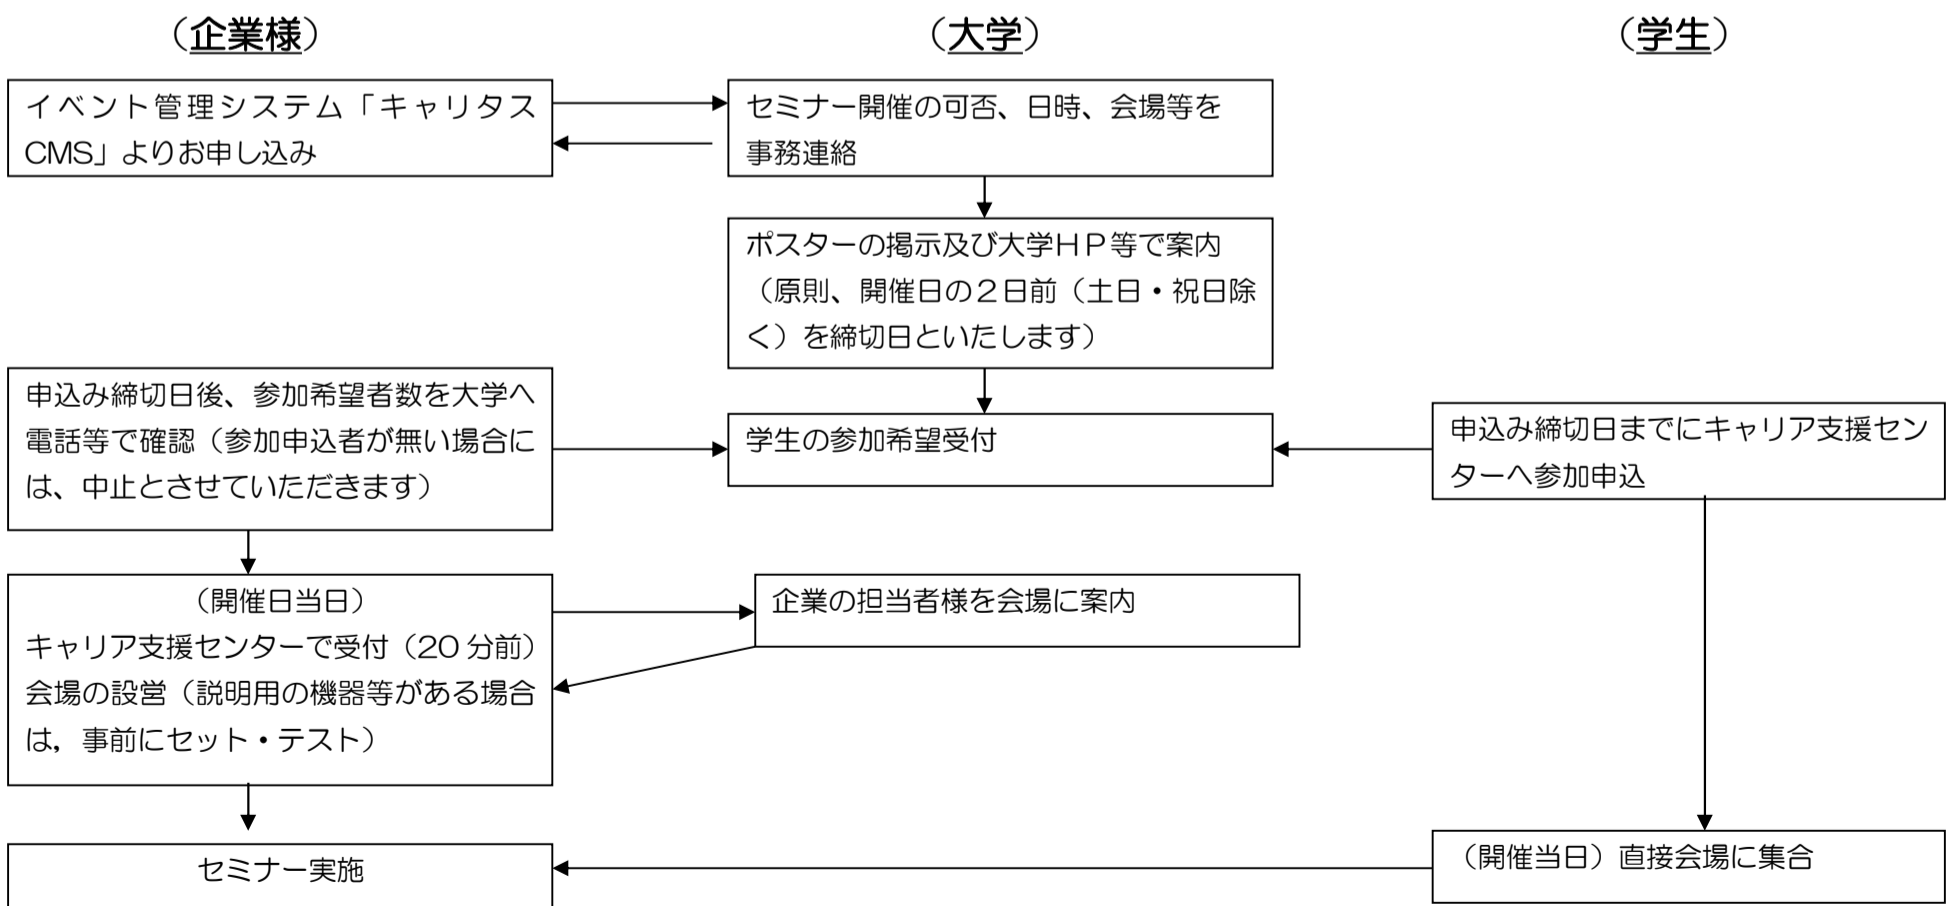 （企業様）
（大学）
（学生）
イベント管理システム「キャリタス
CMS」よりお申し込み
セミナー開催の可否、日時、会場等を
事務連絡
ポスターの掲示及び大学ＨＰ等で案内
（原則、開催日の２日前（土日・祝日除
く）を締切日といたします）
申込み締切日後、参加希望者数を大学へ
電話等で確認（参加申込者が無い場合に
は、中止とさせていただきます）
学生の参加希望受付
申込み締切日までにキャリア支援セン
ターへ参加申込
（開催日当日）
キャリア支援センターで受付（20 分前）
会場の設営（説明用の機器等がある場合
は，事前にセット・テスト）
企業の担当者様を会場に案内
セミナー実施
（開催当日）直接会場に集合